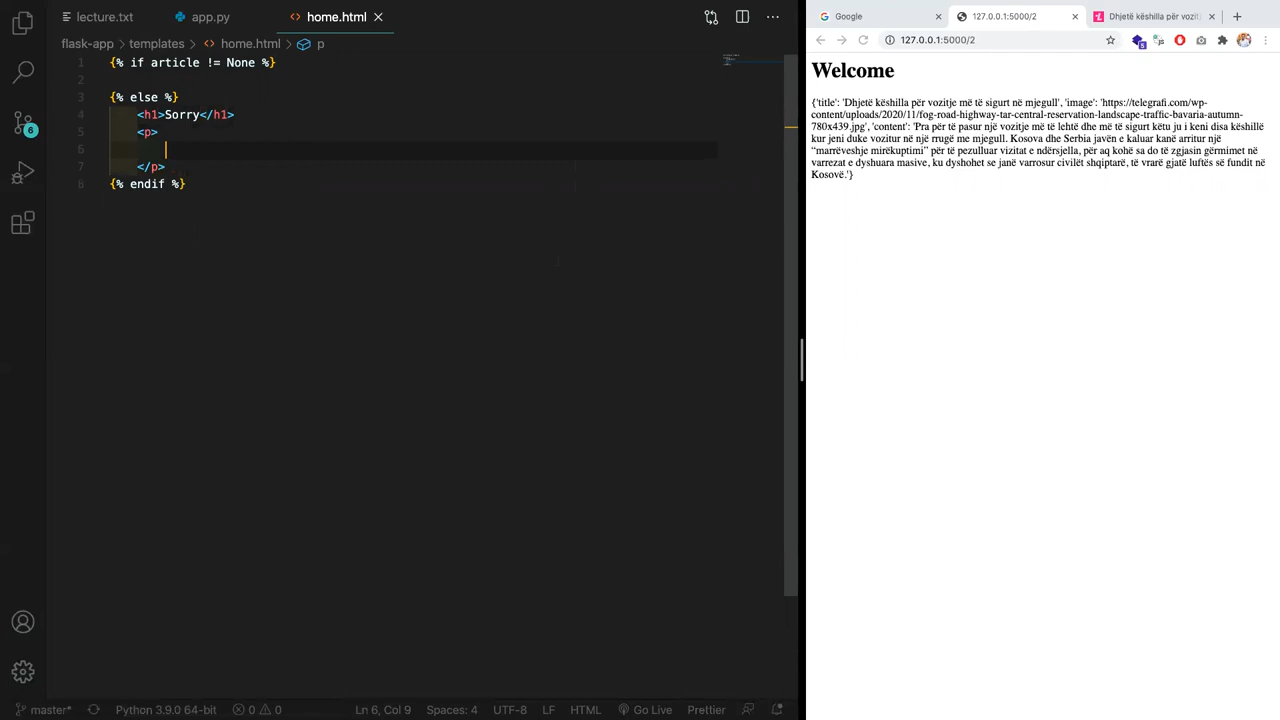 lecture.txt
app.py
home.html
flask-app
templates
home.html
p
1 {% if article != None %}
2
3 {% else %}
4 <h1>Sorry</h1>
5 <p>
6
7 </p>
8 {% endif %}
6
master*
Python 3.9.0 64-bit
0
0
Ln 6, Col 9
Spaces: 4
UTF-8
LF
HTML
Go Live
Prettier
Google
127.0.0.1:5000/2
Dhjetë këshilla për vozit
127.0.0.1:5000/2
5
Welcome
{'title': 'Dhjetë këshilla për vozitje më të sigurt në mjegull', 'image': 'https://telegrafi.com/wp-
content/uploads/2020/11/fog-road-highway-tar-central-reservation-landscape-traffic-bavaria-autumn-
780x439.jpg', 'content': 'Pra për të pasur një vozitje më të lehtë dhe më të sigurt këtu ju i keni disa këshillë
kur jeni duke vozitur në një rrugë me mjegull. Kosova dhe Serbia javën e kaluar kanë arritur një
“marrëveshje mirëkuptimi” për të pezulluar vizitat e ndërsjella, për aq kohë sa do të zgjasin gërmimet në
varrezat e dyshuara masive, ku dyshohet se janë varrosur civilët shqiptarë, të vrarë gjatë luftës së fundit në
Kosovë.'}